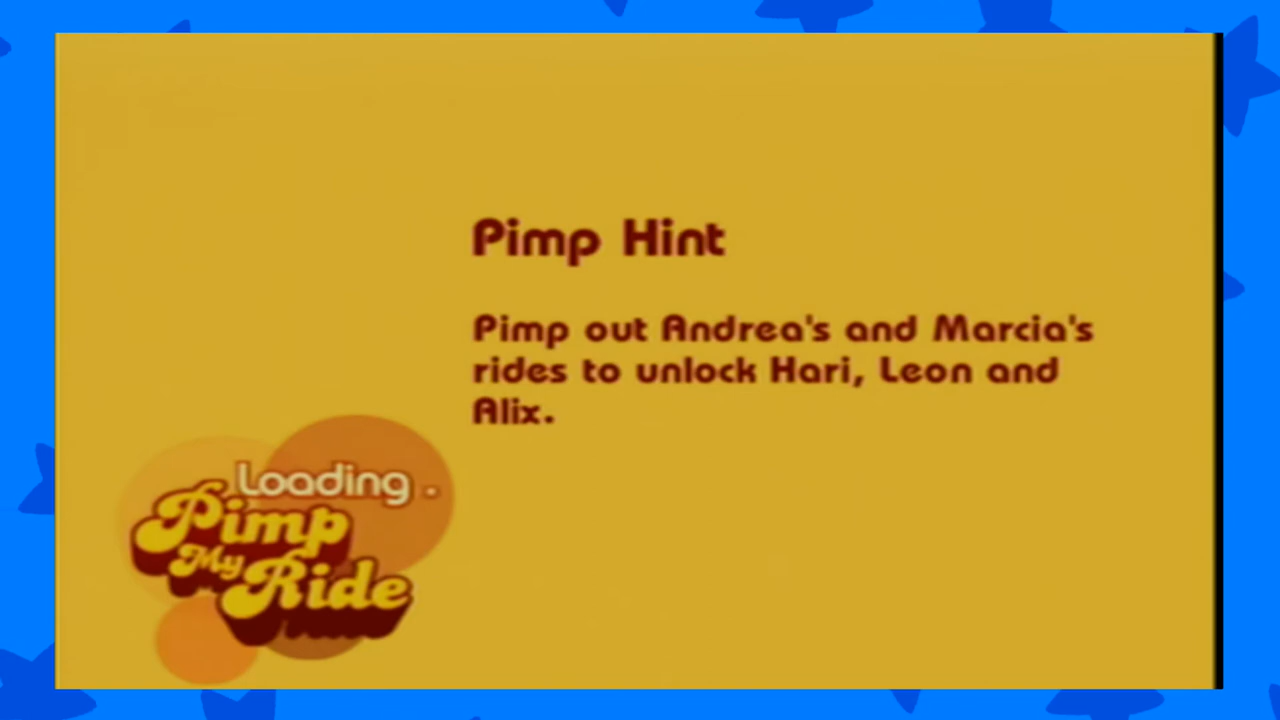 Pimp Hint
Pimp out Andrea's and Marcia's
rides to unlock Hari, Leon and
Alix.
Loading .
Pimp
My
Ride